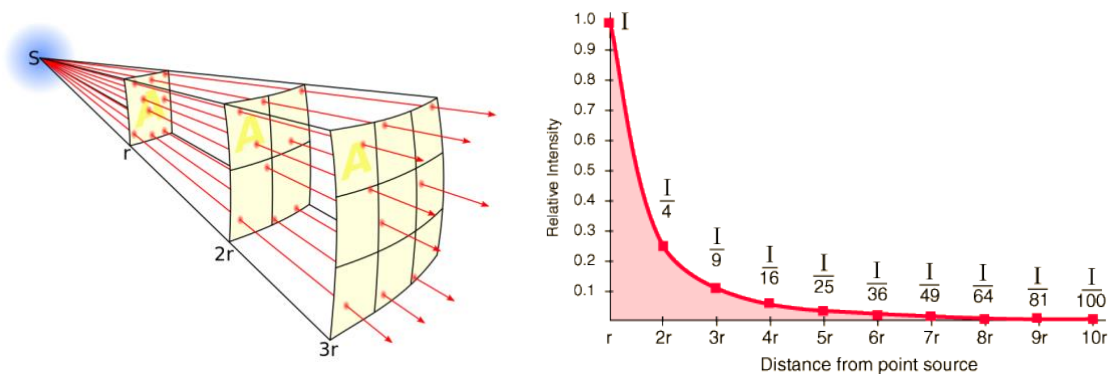 S
A
A
A
r
2r
3r
Relative Intensity
1.0
0.9
0.8
0.7
0.6
0.5
0.4
0.3
0.2
0.1
I
I
4
I
9
I
16
I
25
I
36
I
49
I
64
I
81
I
100
r 2r 3r 4r 5r 6r 7r 8r 9r 10r
Distance from point source